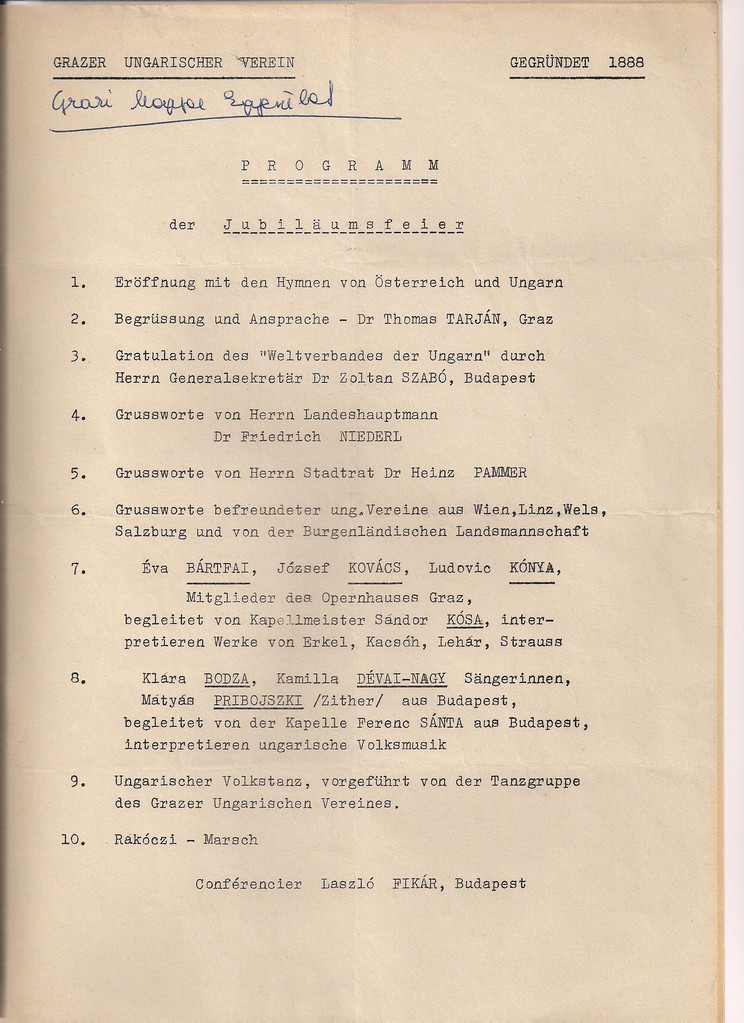 GRAZER UNGARISCHER VEREIN GEGRÜNDET 1888
Grazi
P R O G R A M M
======================
der J u b i l ä u m s f e i e r
1. Eröffnung mit den Hymnen von Österreich und Ungarn
2. Begrüssung und Ansprache - Dr Thomas TARJÁN, Graz
3. Gratulation des "Weltverbandes der Ungarn" durch
Herrn Generalsekretär Dr Zoltan SZABÓ, Budapest
4. Grussworte von Herrn Landeshauptmann
Dr Friedrich NIEDERL
5. Grussworte von Herrn Stadtrat Dr Heinz PAMMER
6. Grussworte befreundeter ung.Vereine aus Wien,Linz,Wels,
Salzburg und von der Burgenländischen Landsmannschaft
7. Éva BÁRTFAI, József KOVÁCS, Ludovic KÓNYA,
Mitglieder des Opernhauses Graz,
begleitet von Kapellmeister Sándor KÓSA, inter-
pretieren Werke von Erkel, Kacsóh, Lehár, Strauss
8. Klára BODZA, Kamilla DÉVAI-NAGY Sängerinnen,
Mátyás PRIBOJSZKI /Zither/ aus Budapest,
begleitet von der Kapelle Ferenc SÁNTA aus Budapest,
interpretieren ungarische Volksmusik
9. Ungarischer Volkstanz, vorgeführt von der Tanzgruppe
des Grazer Ungarischen Vereines.
10. Rakóczi - Marsch
Conférencier Laszló FIKÁR, Budapest